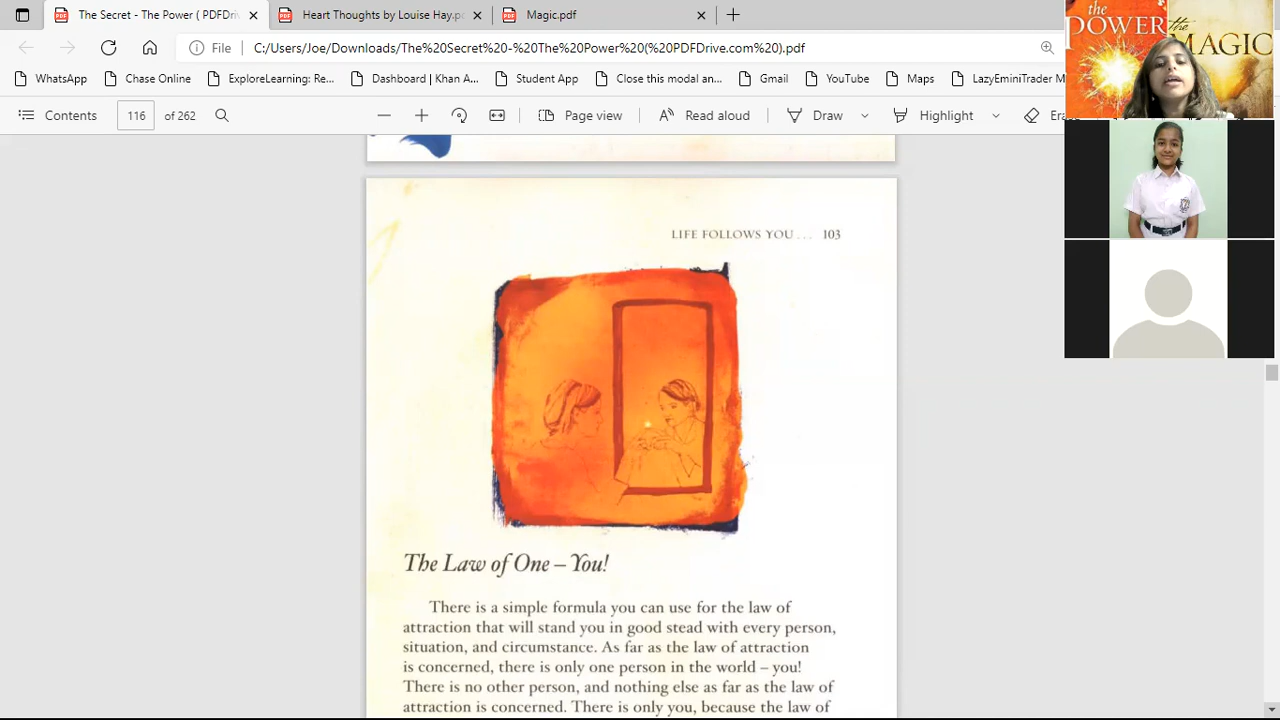 The Secret - The Power ( PDFDri
Heart Thoughts by Louise Hay.p
Magic.pdf
File
C:/Users/Joe/Downloads/The%20Secret%20-%20The%20Power%20(%20PDFDrive.com%20).pdf
WhatsApp
Chase Online
ExploreLearning: Re...
Dashboard | Khan A...
Student App
Close this modal an...
Gmail
YouTube
Maps
LazyEminiTrader M
Contents
116 of 262
Page view
Read aloud
Draw
Highlight
Era
the
POWER
the
MAGIC
LIFE FOLLOWS YOU . . . 103
The Law of One – You!
There is a simple formula you can use for the law of
attraction that will stand you in good stead with every person,
situation, and circumstance. As far as the law of attraction
is concerned, there is only one person in the world – you!
There is no other person, and nothing else as far as the law of
attraction is concerned. There is only you, because the law of